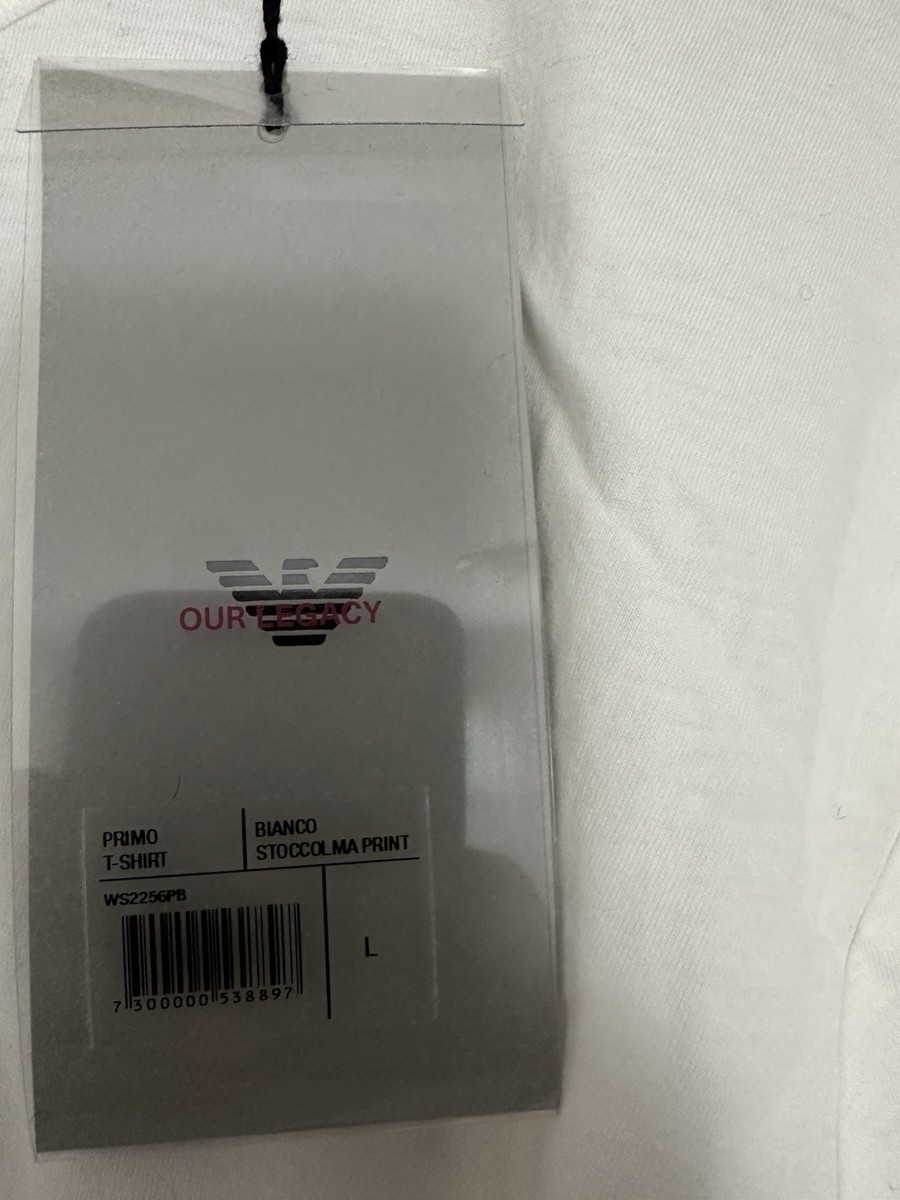 OUR LEGACY
PRIMO
T-SHIRT
BIANCO
STOCCOLMA PRINT
WS2256PB
L
7 300000 538897